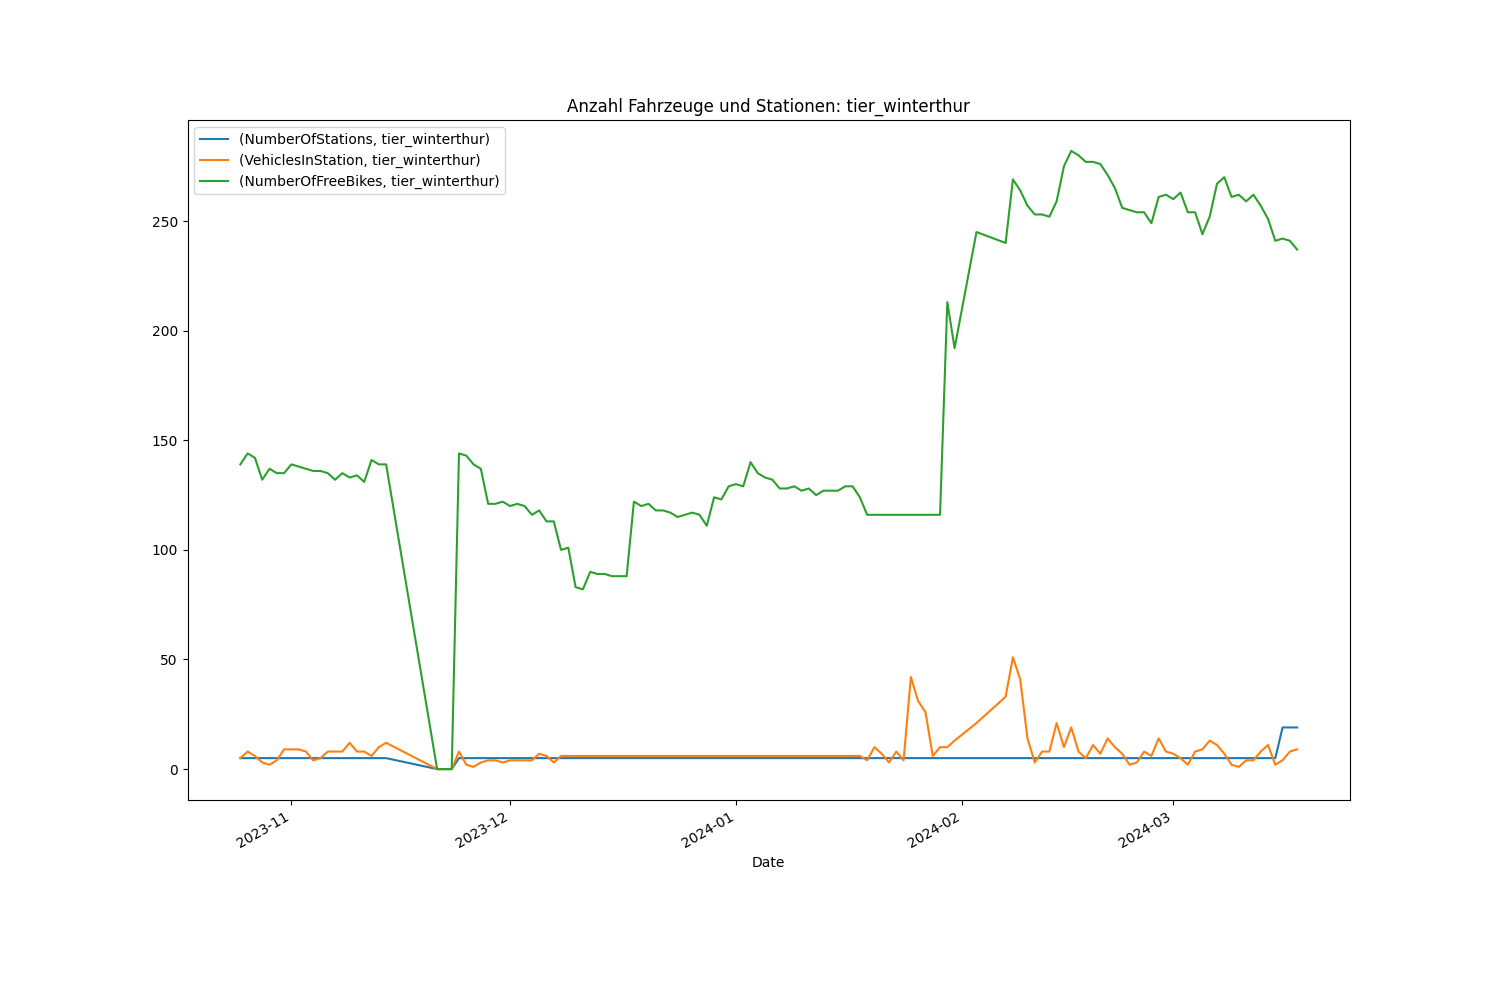 Anzahl Fahrzeuge und Stationen: tier_winterthur
(NumberOfStations, tier_winterthur)
(VehiclesInStation, tier_winterthur)
(NumberOfFreeBikes, tier_winterthur)
250
200
150
100
50
0
2023-11
2023-12
2024-01
2024-02
2024-03
Date